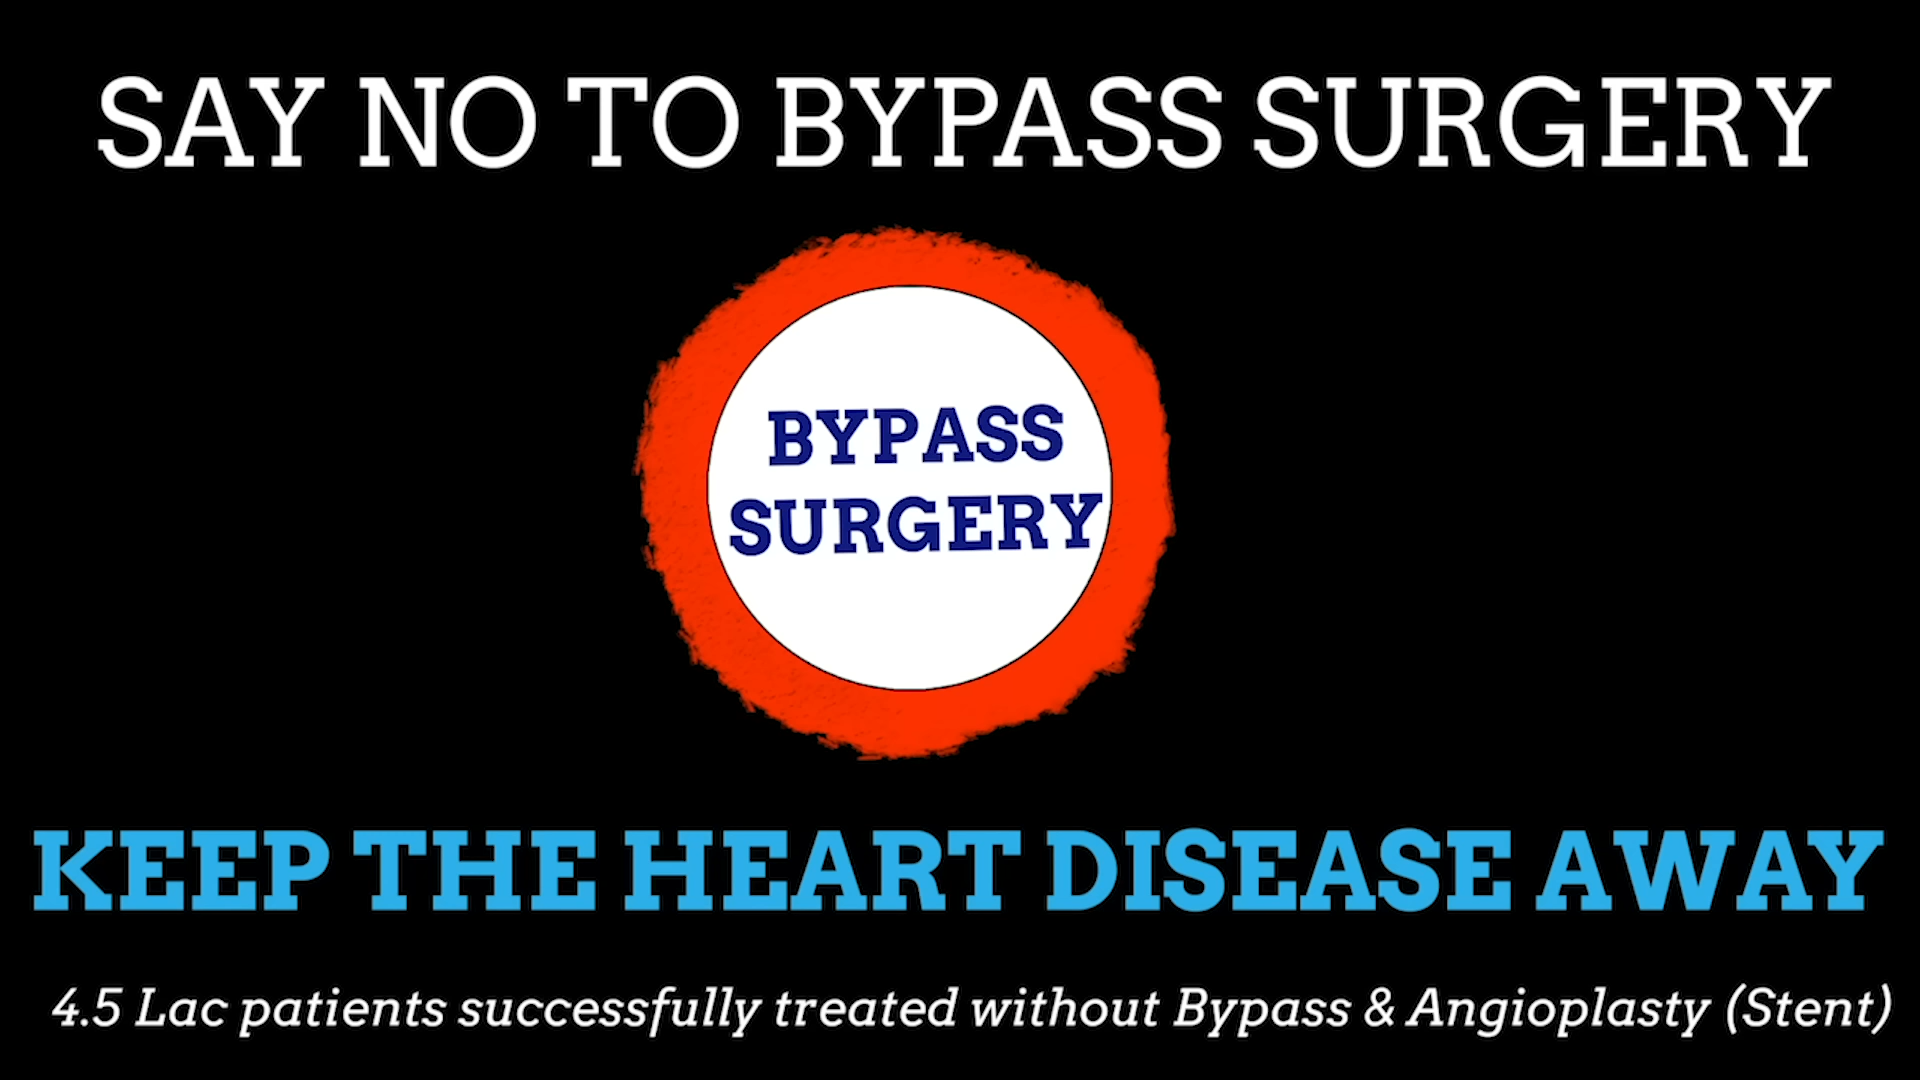 SAY NO TO BYPASS SURGERY
BYPASS
SURGERY
KEEP THE HEART DISEASE AWAY
4.5 Lac patients successfully treated without Bypass & Angioplasty (Stent)